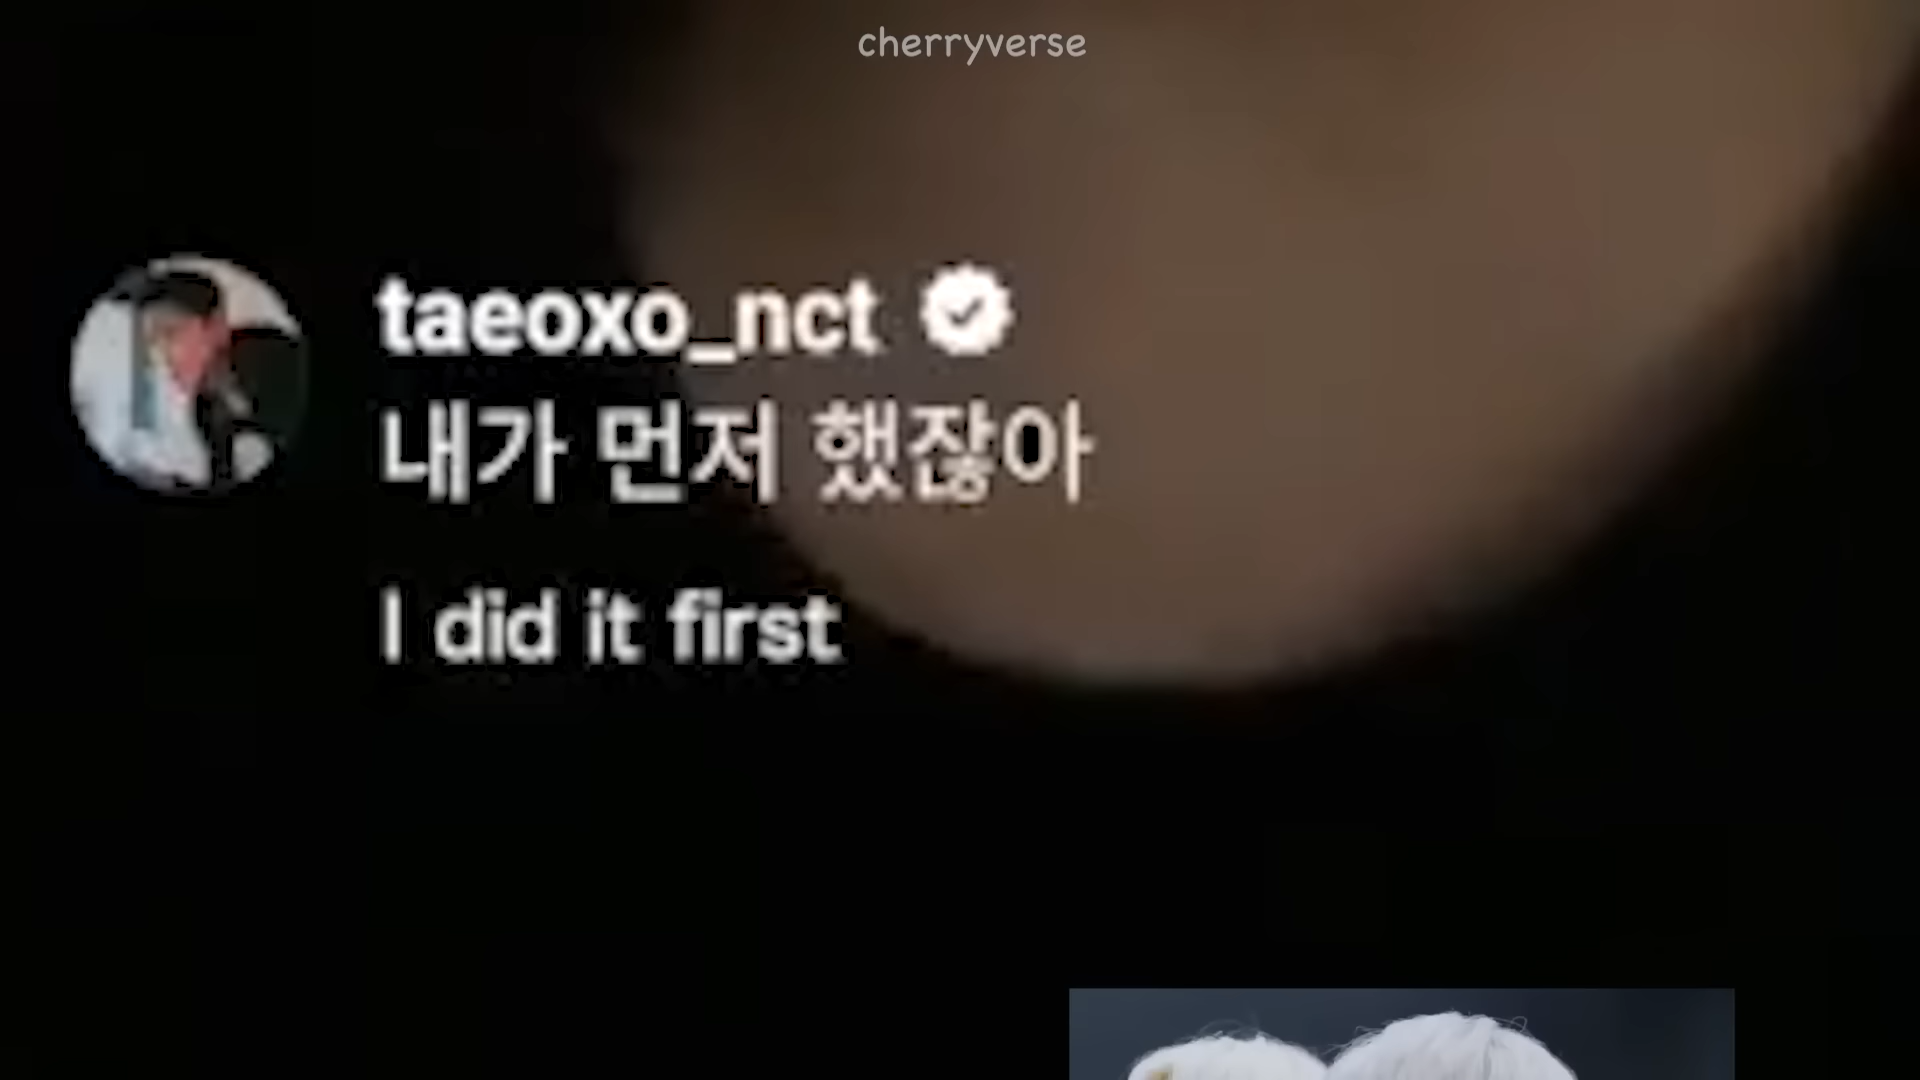 cherryverse
taeoxo_nct
내가 먼저 했잖아
I did it first